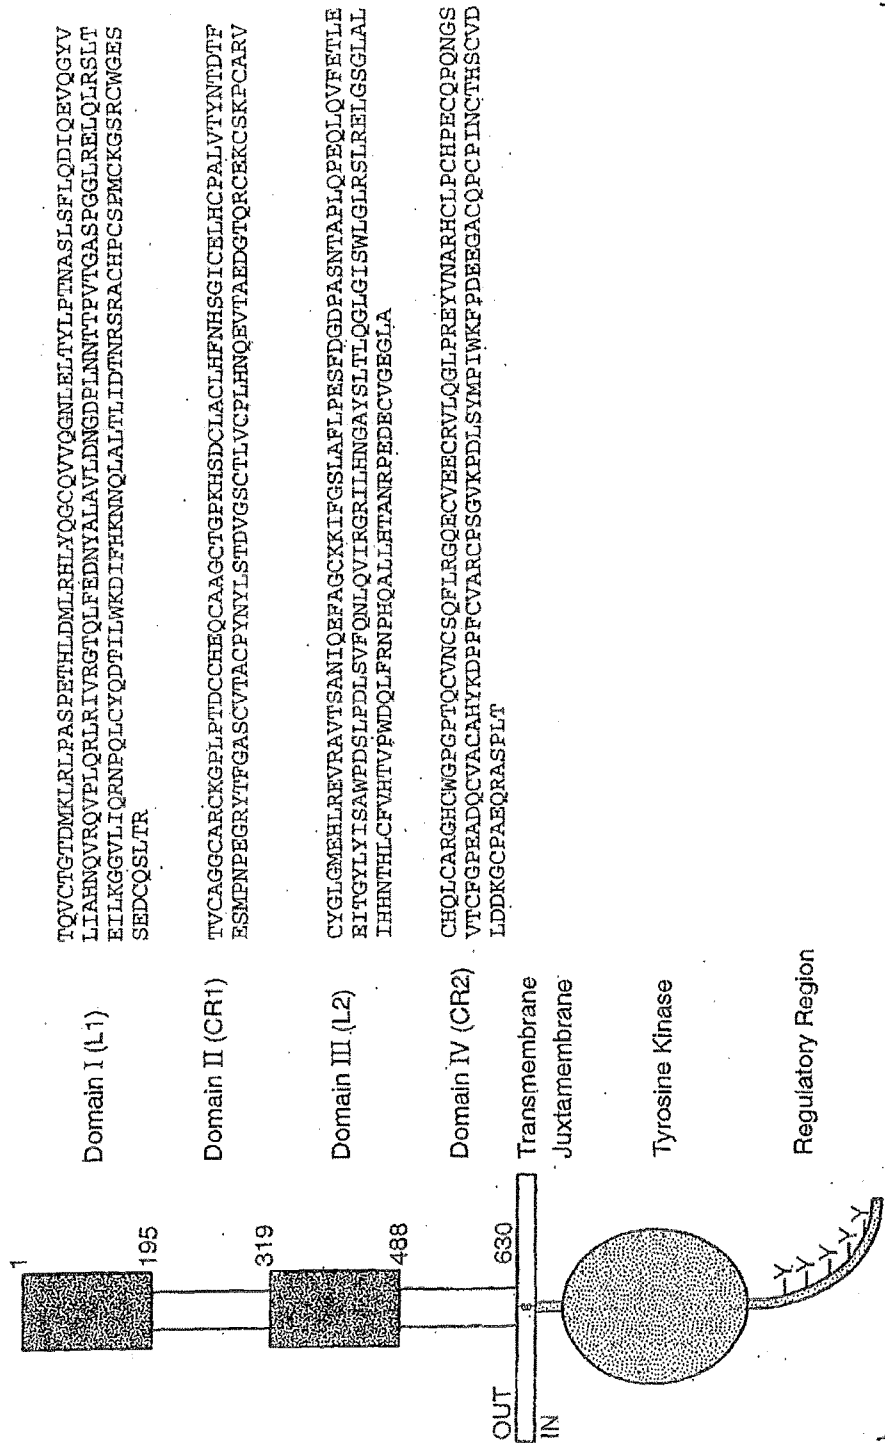 1
195
319
488
630
OUT
IN
Domain I (L1)
TQVCTGTDMKLRLPASPETHLDMLRHLYQGCQVVQGNLELTYLPTNASLSFLQDIQEVQGYV
LIAHNQVRQVPLQRLRIVRGTQLFEDNYALAVLDNGDPLNNTTPVTGASPGGLRELQLRSLT
EILKGGVLIQRNPQLCYQDTILWKDIFHKNNQLALTLIDTNRSRACHPCSPMCKGSRCWGES
SEDCQSLTR
Domain II (CR1)
TVCAGGCARCKGPLPTDCCHEQCAAGCTGPKHSDCLACLHFNHSGICELHCPALVTYNTDTF
ESMPNPEGRYTFGASCVTACPYNYLSTDVGSCTLVCPLHNQEVTAEDGTQRCEKCSKPCARV
Domain III (L2)
CYGLGMEHLREVRAVTSANIQEFAGCKKIFGSLAFLPESFDGDPASNTAPLQPEQLQVFETLE
EITGYLYISAWPDSLPDLSVFQNLQVIRGRILHNGAYSLTLQGLGISWLGLRSLRELGSGLAL
IHHNTHLCFVHTVPWDQLFRNPHQALLHTANRPEDECVGEGLA
Domain IV (CR2)
CHQLCARGHCWGPGPTQCVNCSQFLRGQECVEECRVLQGLPREYVNARHCLPCHPECQPQNGS
VTCFGPEADQCVACAHYKDPPFCVARCPSGVKPDLSYMPIWKFPDEEGACQPCPINCTHSCVD
LDDKGCPAEQRASPLT
Transmembrane
Juxtamembrane
Tyrosine Kinase
Regulatory Region
Y
Y
Y
Y
Y